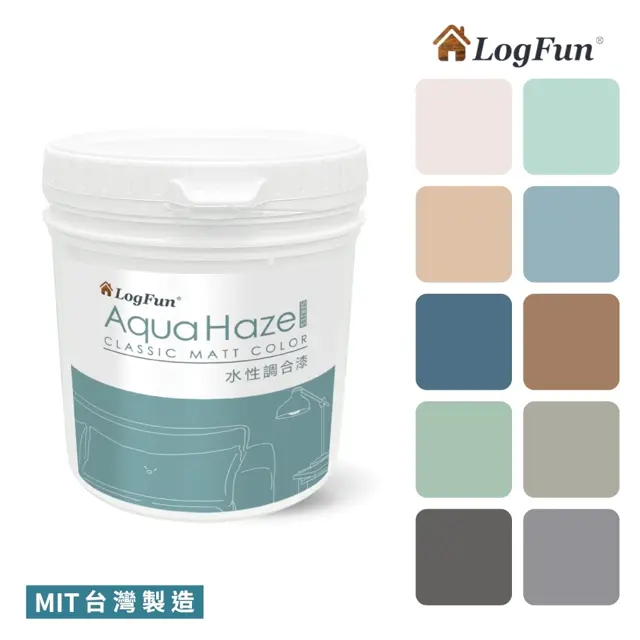 LogFun®
LogFun®
Aqua Haze
CLASSIC MATT COLOR
水性調合漆
MIT台灣製造